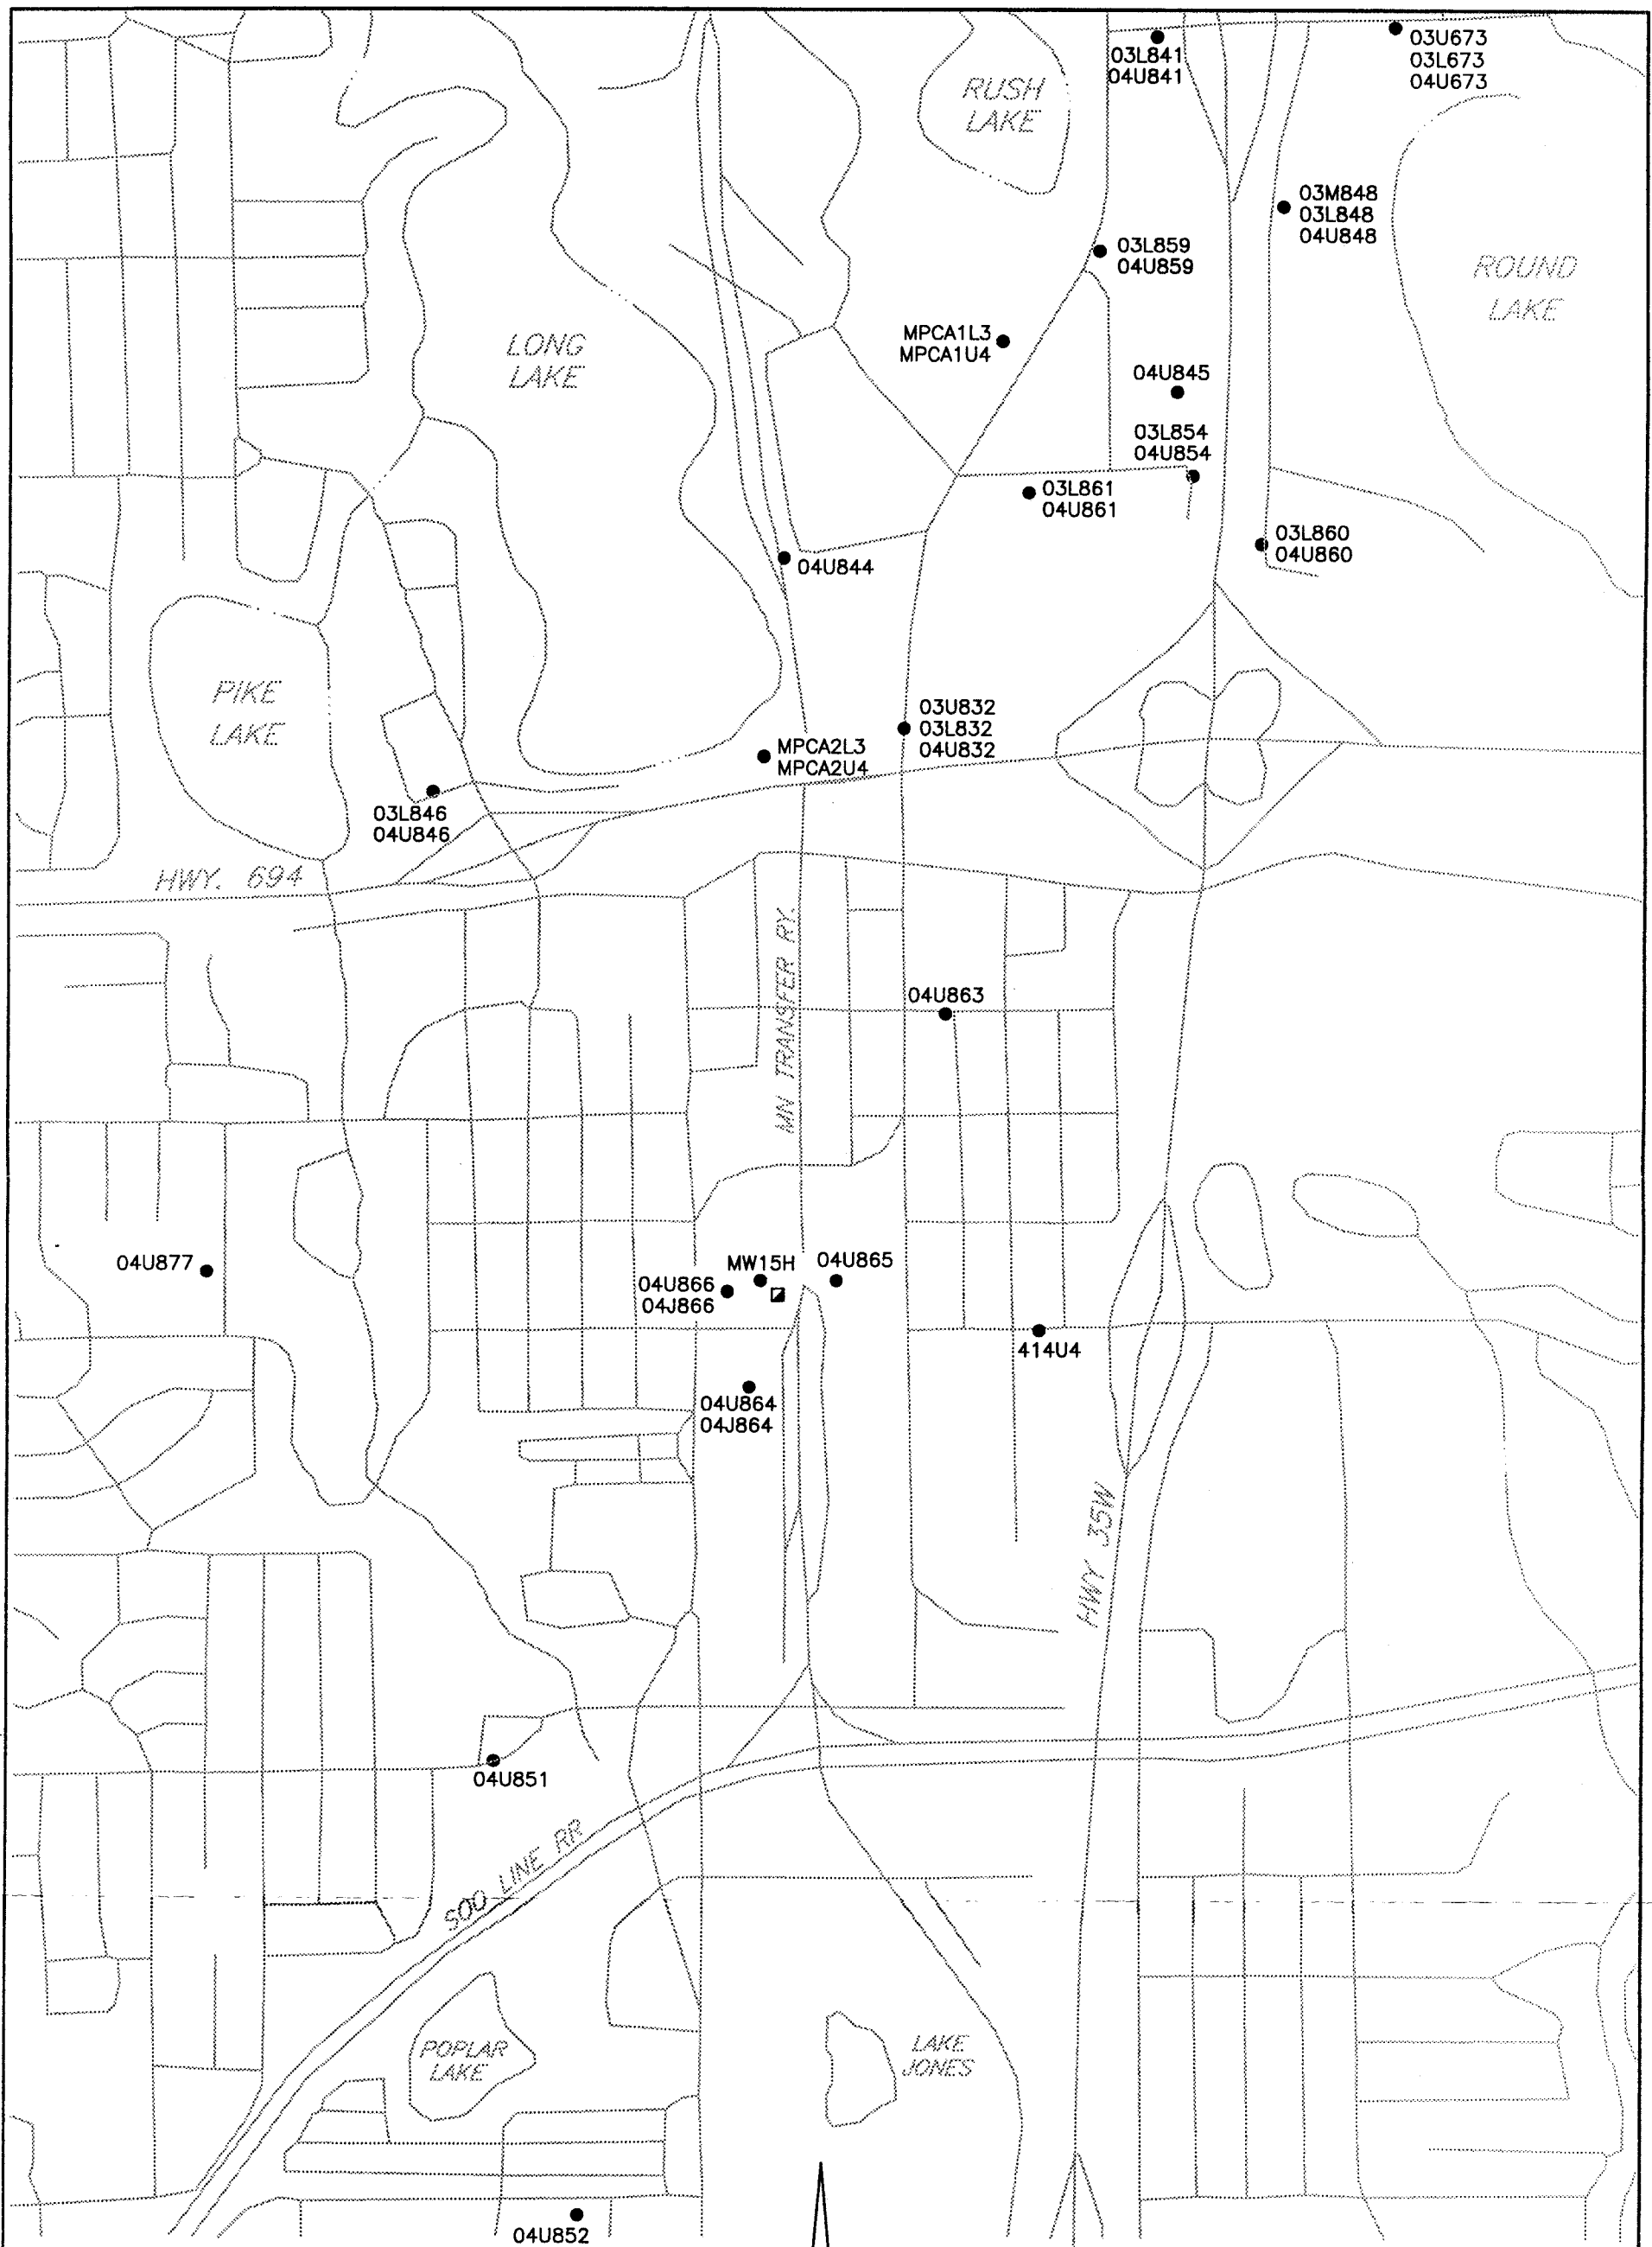 03L841
04U841
03U673
03L673
04U673
RUSH
LAKE
03M848
03L848
04U848
03L859
04U859
ROUND
LAKE
LONG
LAKE
MPCA1L3
MPCA1U4
04U845
03L854
04U854
03L861
04U861
03L860
04U860
04U844
PIKE
LAKE
03U832
03L832
04U832
MPCA2L3
MPCA2U4
03L846
04U846
HWY. 694
MN TRANSFER RY.
04U863
04U877
MW15H
04U865
04U866
04J866
414U4
04U864
04J864
HWY 35W
04U851
SOO LINE RR
POPLAR
LAKE
LAKE
JONES
04U852